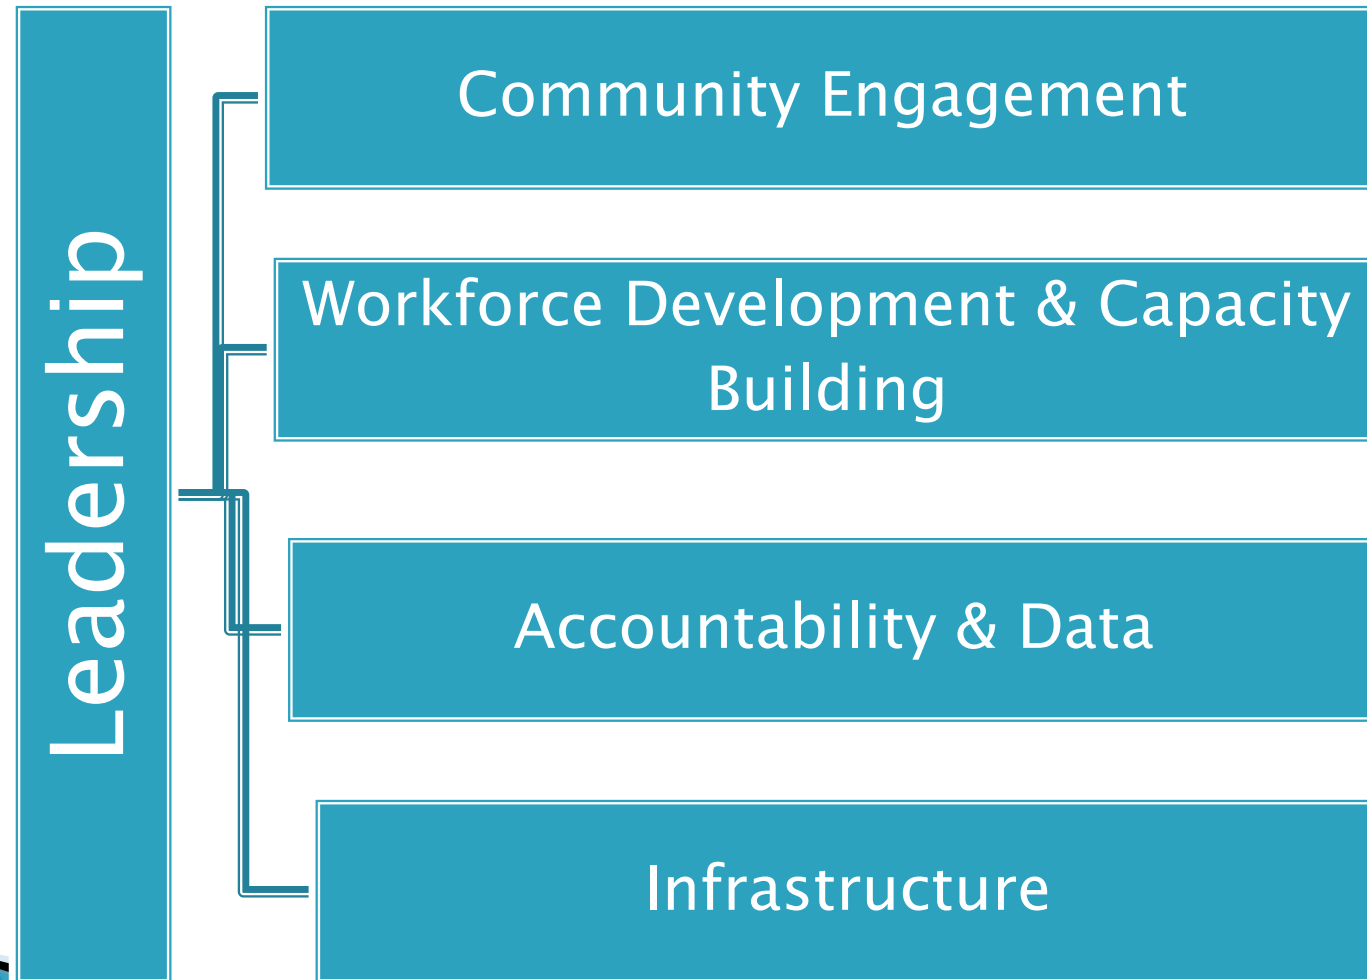 Leadership
Community Engagement
Workforce Development & Capacity
Building
Accountability & Data
Infrastructure